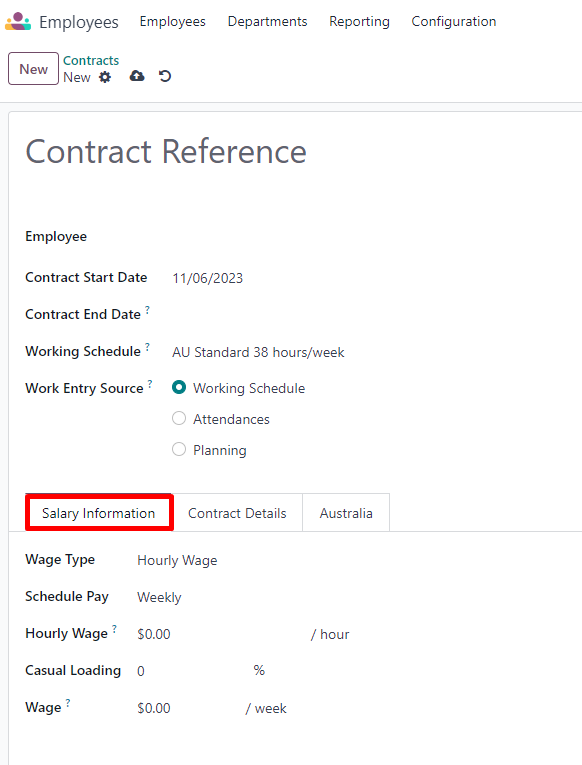 Employees Employees Departments Reporting Configuration
New Contracts
New
Contract Reference
Employee
Contract Start Date 11/06/2023
Contract End Date ?
Working Schedule ? AU Standard 38 hours/week
Work Entry Source ? Working Schedule
Attendances
Planning
Salary Information Contract Details Australia
Wage Type Hourly Wage
Schedule Pay Weekly
Hourly Wage ? $0.00 / hour
Casual Loading 0 %
Wage ? $0.00 / week